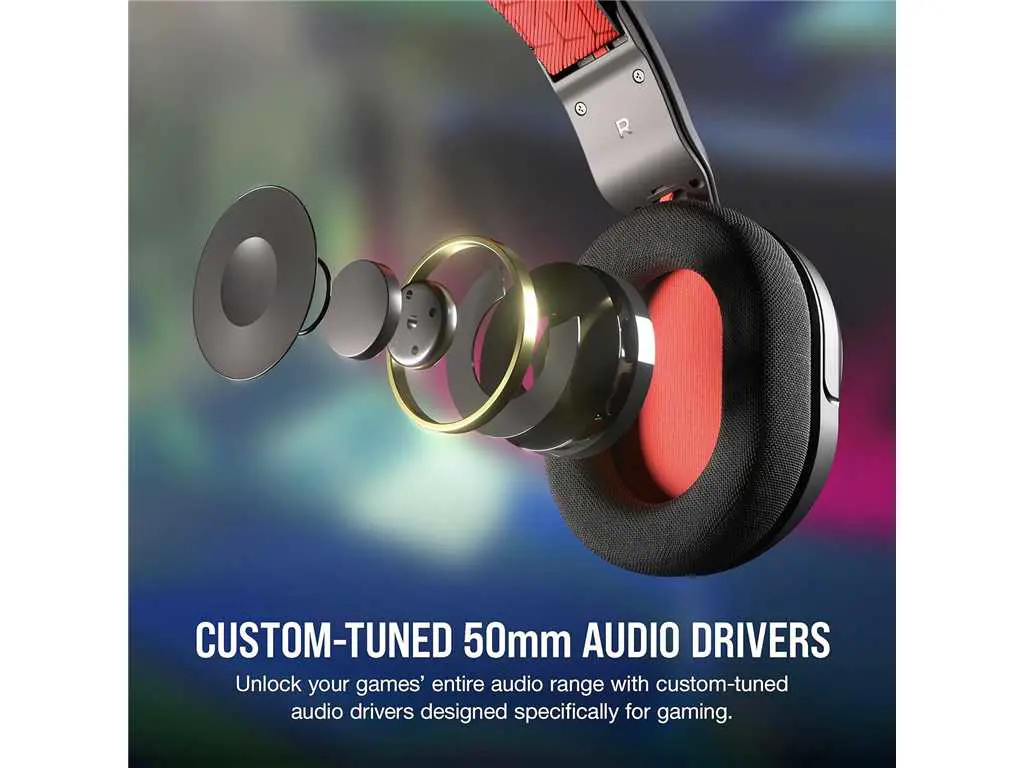 R
CUSTOM-TUNED 50mm AUDIO DRIVERS
Unlock your games’ entire audio range with custom-tuned
audio drivers designed specifically for gaming.